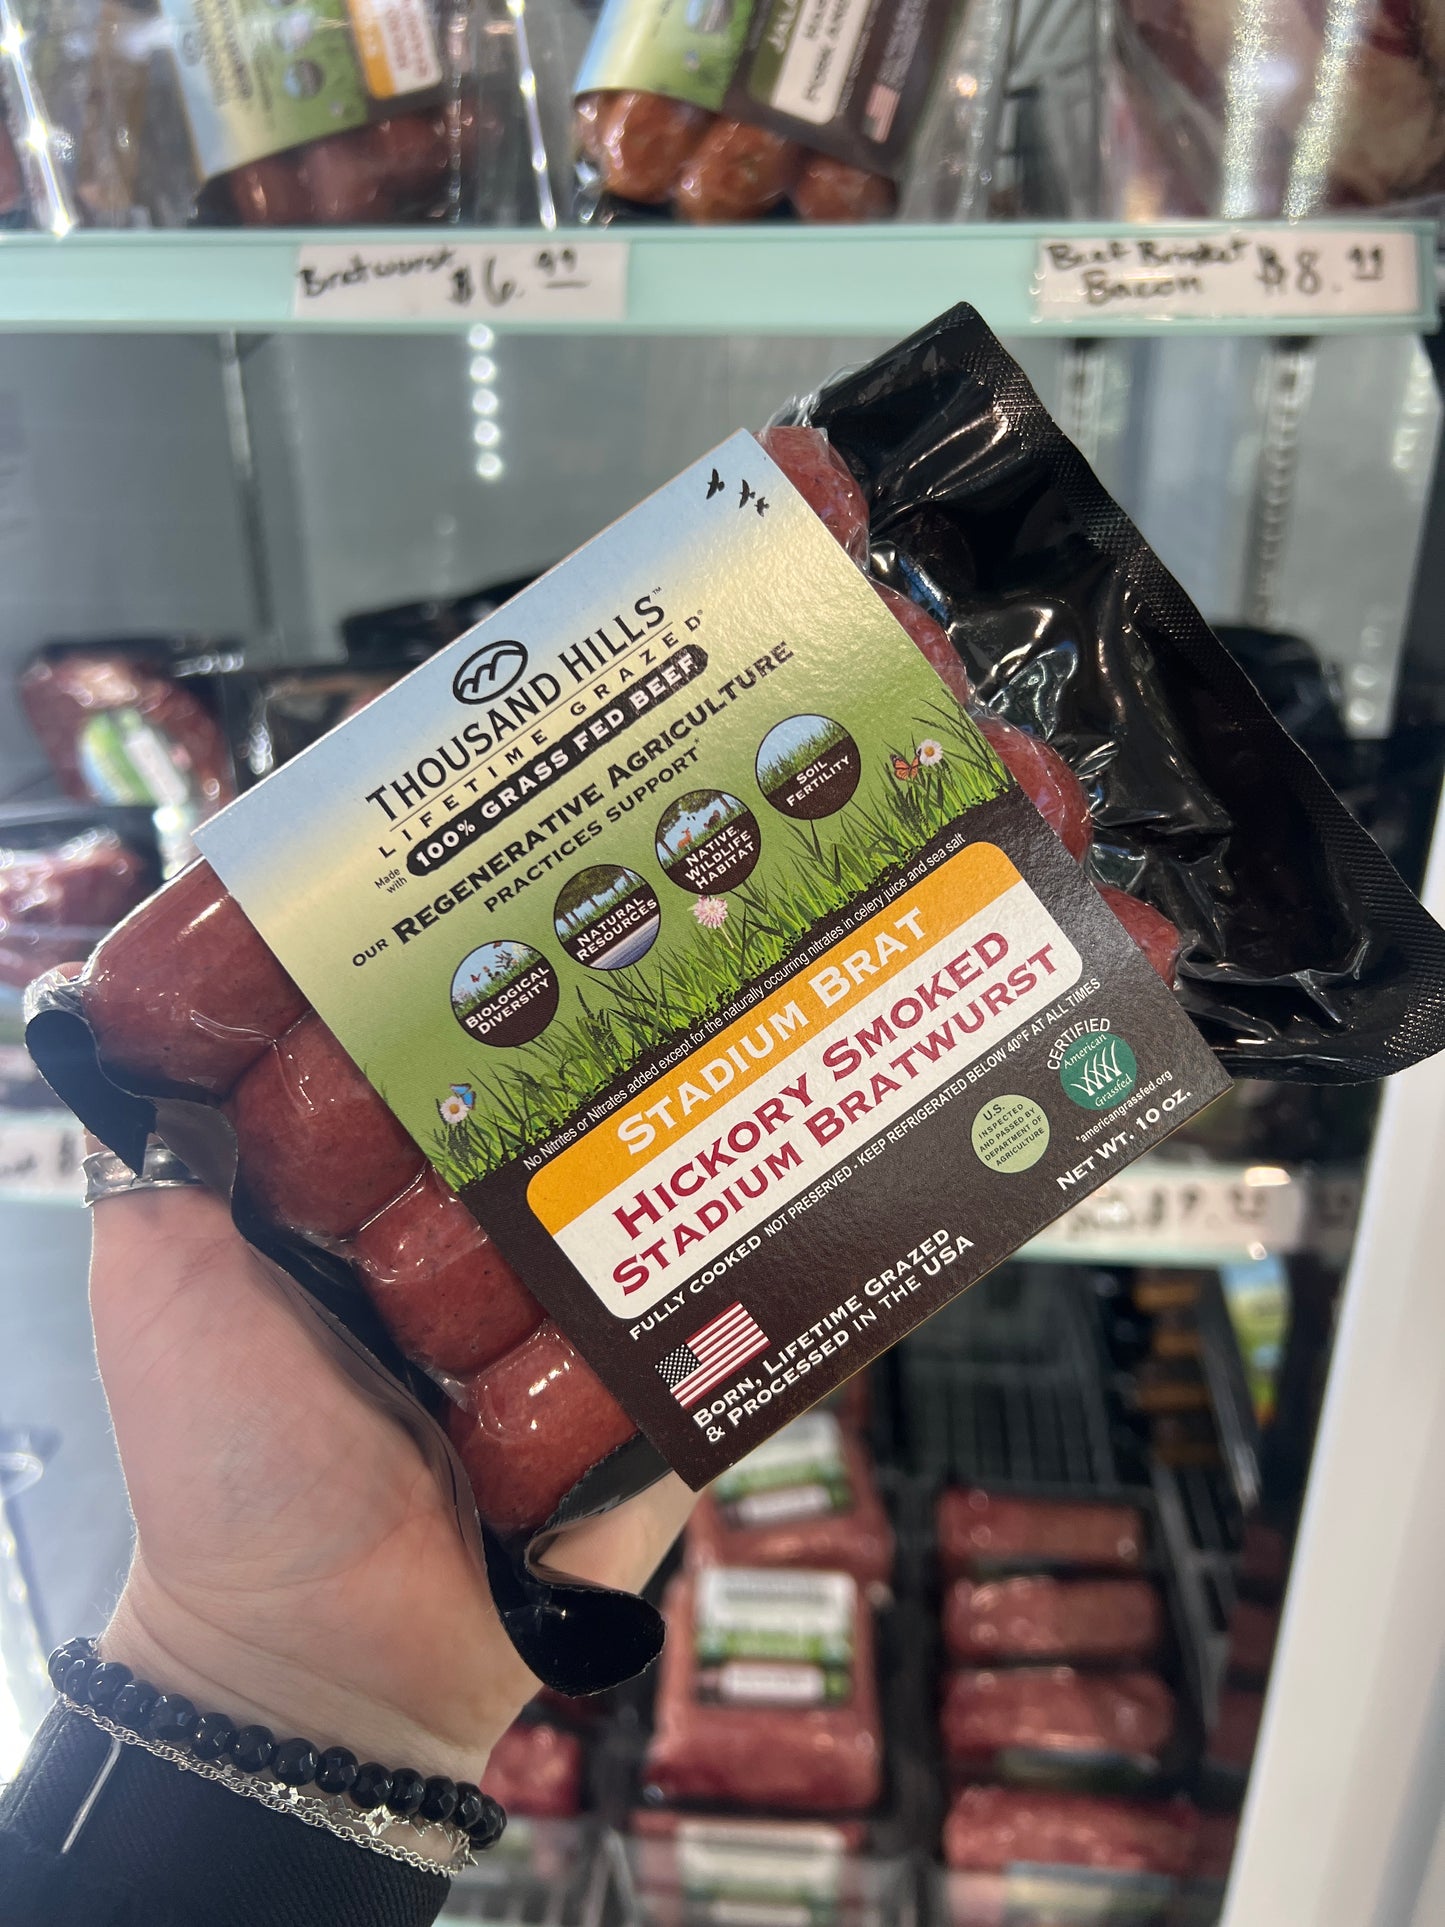 Bratwurst $6.99
Beef Brisket $8.99
Bacon
THOUSAND HILLS™
LIFETIME GRAZED®
Made with 100% GRASS FED BEEF
OUR REGENERATIVE AGRICULTURE
PRACTICES SUPPORT
BIOLOGICAL DIVERSITY
NATURAL RESOURCES
NATIVE WILDLIFE HABITAT
SOIL FERTILITY
No Nitrites or Nitrates added except for the naturally occurring nitrates in celery juice and sea salt
STADIUM BRAT
HICKORY SMOKED
STADIUM BRATWURST
FULLY COOKED NOT PRESERVED - KEEP REFRIGERATED BELOW 40°F AT ALL TIMES
U.S.
INSPECTED
AND PASSED BY
DEPARTMENT OF
AGRICULTURE
CERTIFIED
American
Grassfed
*americangrassfed.org
NET WT. 10 OZ.
BORN, LIFETIME GRAZED
& PROCESSED IN THE USA